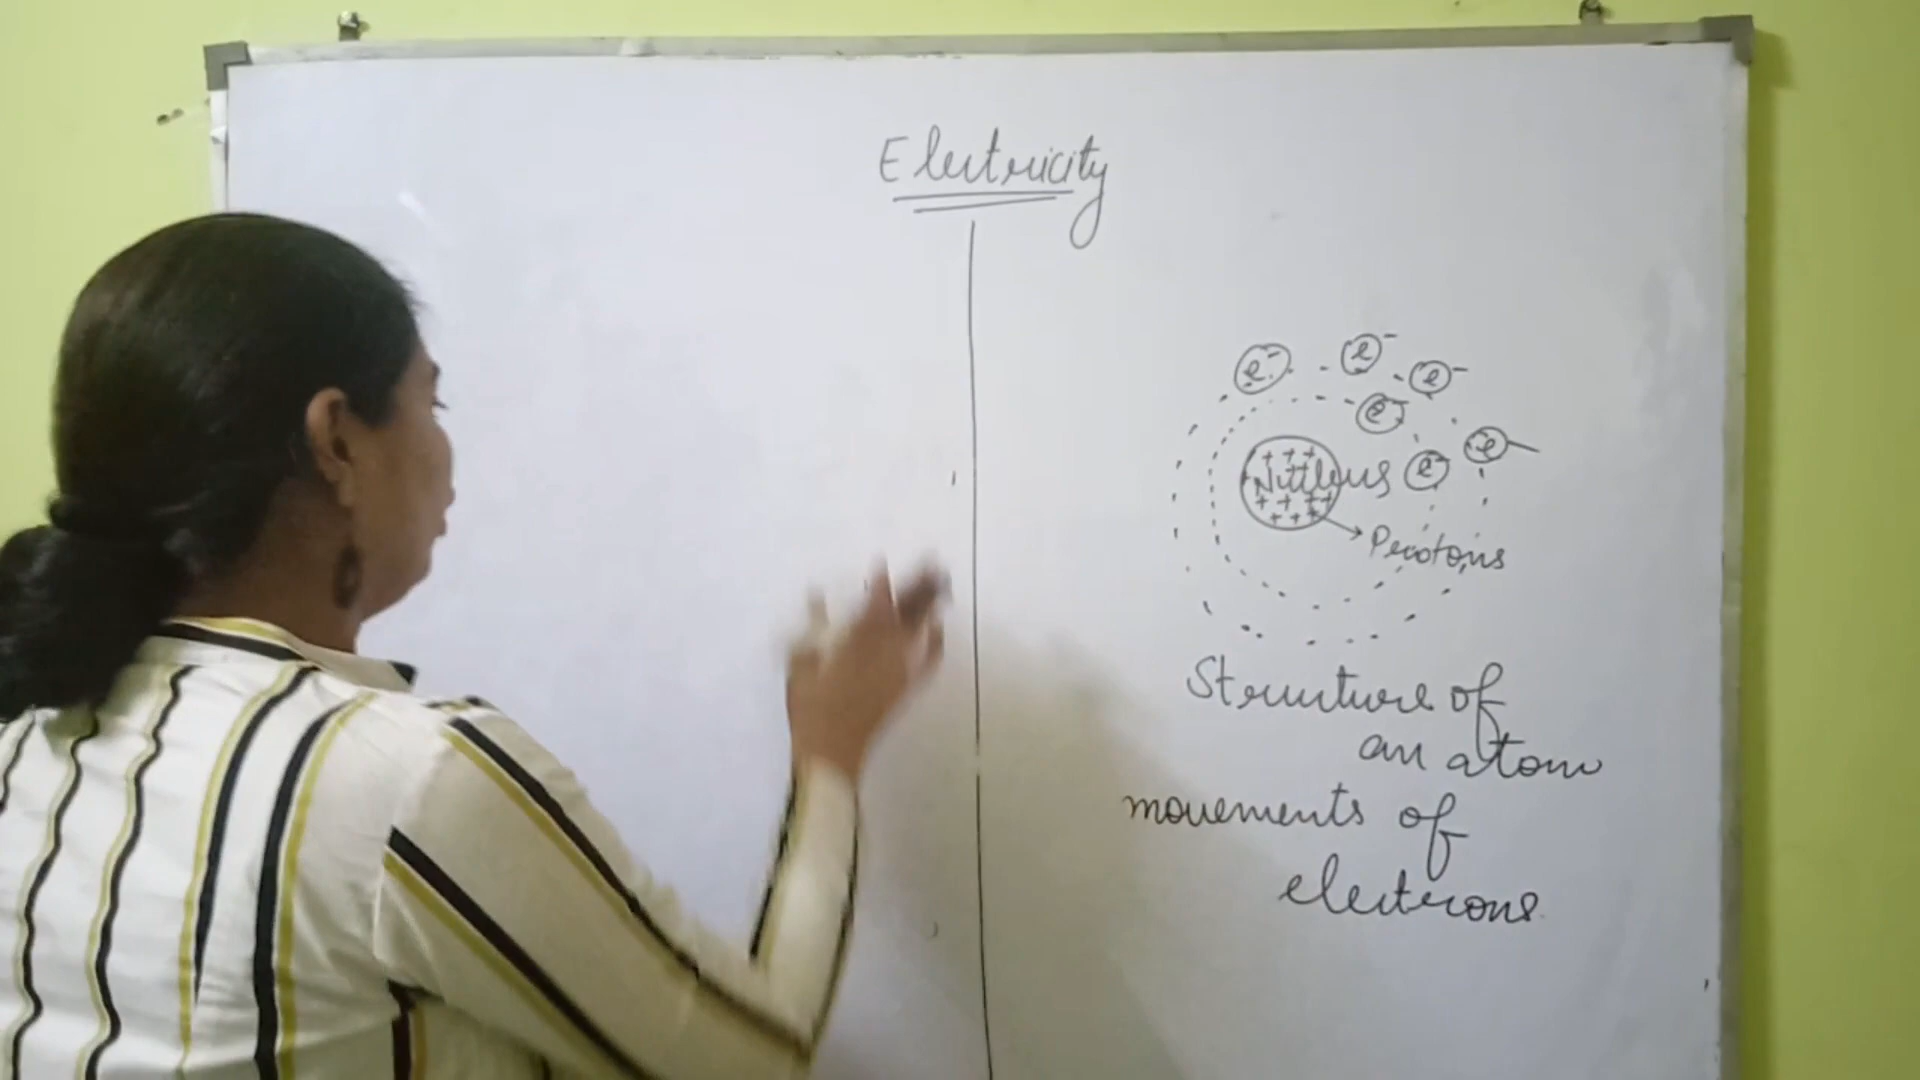 Electricity
e⁻ e⁻ e⁻
e⁻
e⁻ e⁻
+ + + +
Nucleus
+ + + +
+ + + +
Protons
Structure of
an atom
movements of
electrons